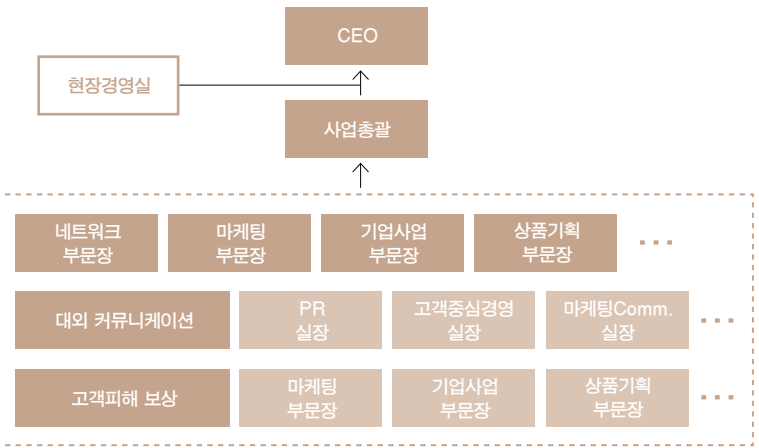 CEO
현장경영실
사업총괄
네트워크
부문장
마케팅
부문장
기업사업
부문장
상품기획
부문장
대외 커뮤니케이션
PR
실장
고객중심경영
실장
마케팅Comm.
실장
고객피해 보상
마케팅
부문장
기업사업
부문장
상품기획
부문장